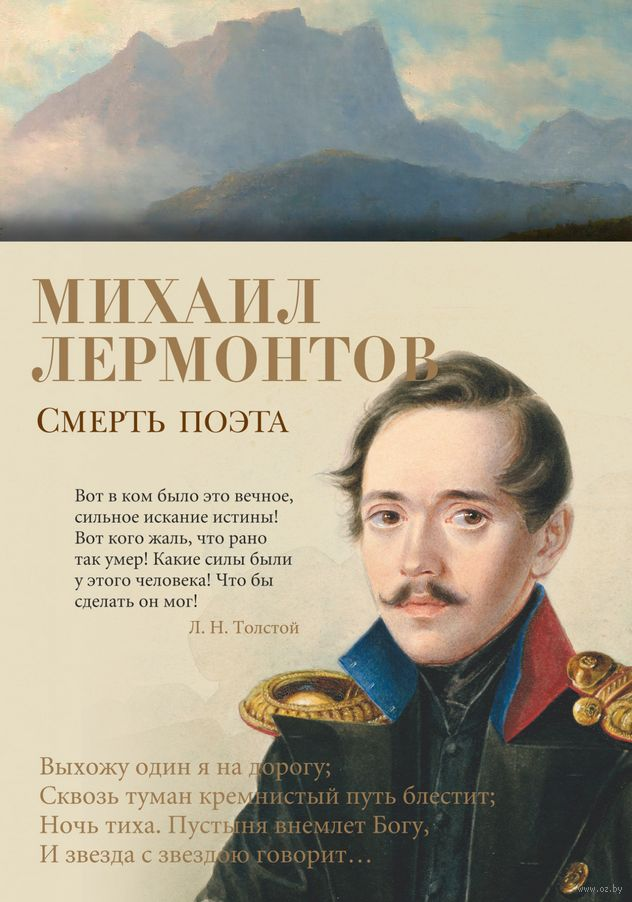 МИХАИЛ
ЛЕРМОНТОВ
Смерть поэта
Вот в ком было это вечное,
сильное искание истины!
Вот кого жаль, что рано
так умер! Какие силы были
у этого человека! Что бы
сделать он мог!
Л. Н. Толстой
Выхожу один я на дорогу;
Сквозь туман кремнистый путь блестит;
Ночь тиха. Пустыня внемлет Богу,
И звезда с звездою говорит…
www.oz.by